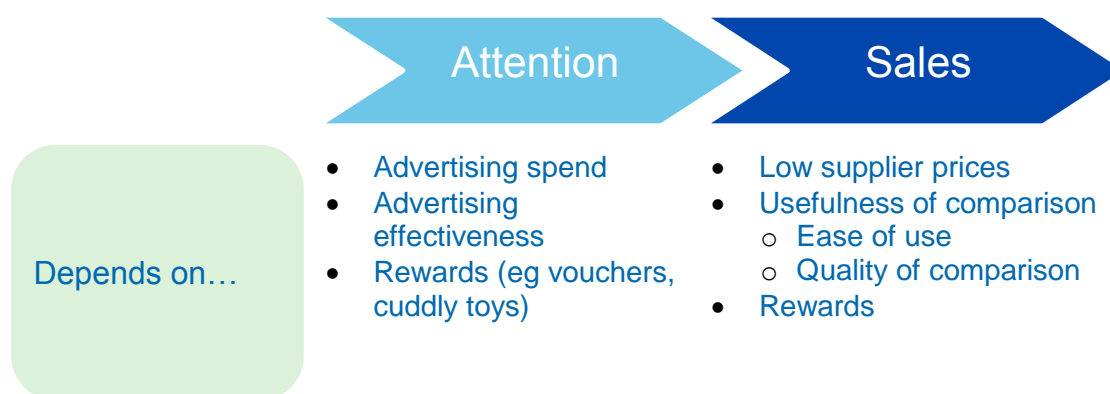 Attention
Sales
Depends on…
• Advertising spend
• Advertising
effectiveness
• Rewards (eg vouchers,
cuddly toys)
• Low supplier prices
• Usefulness of comparison
o Ease of use
o Quality of comparison
• Rewards